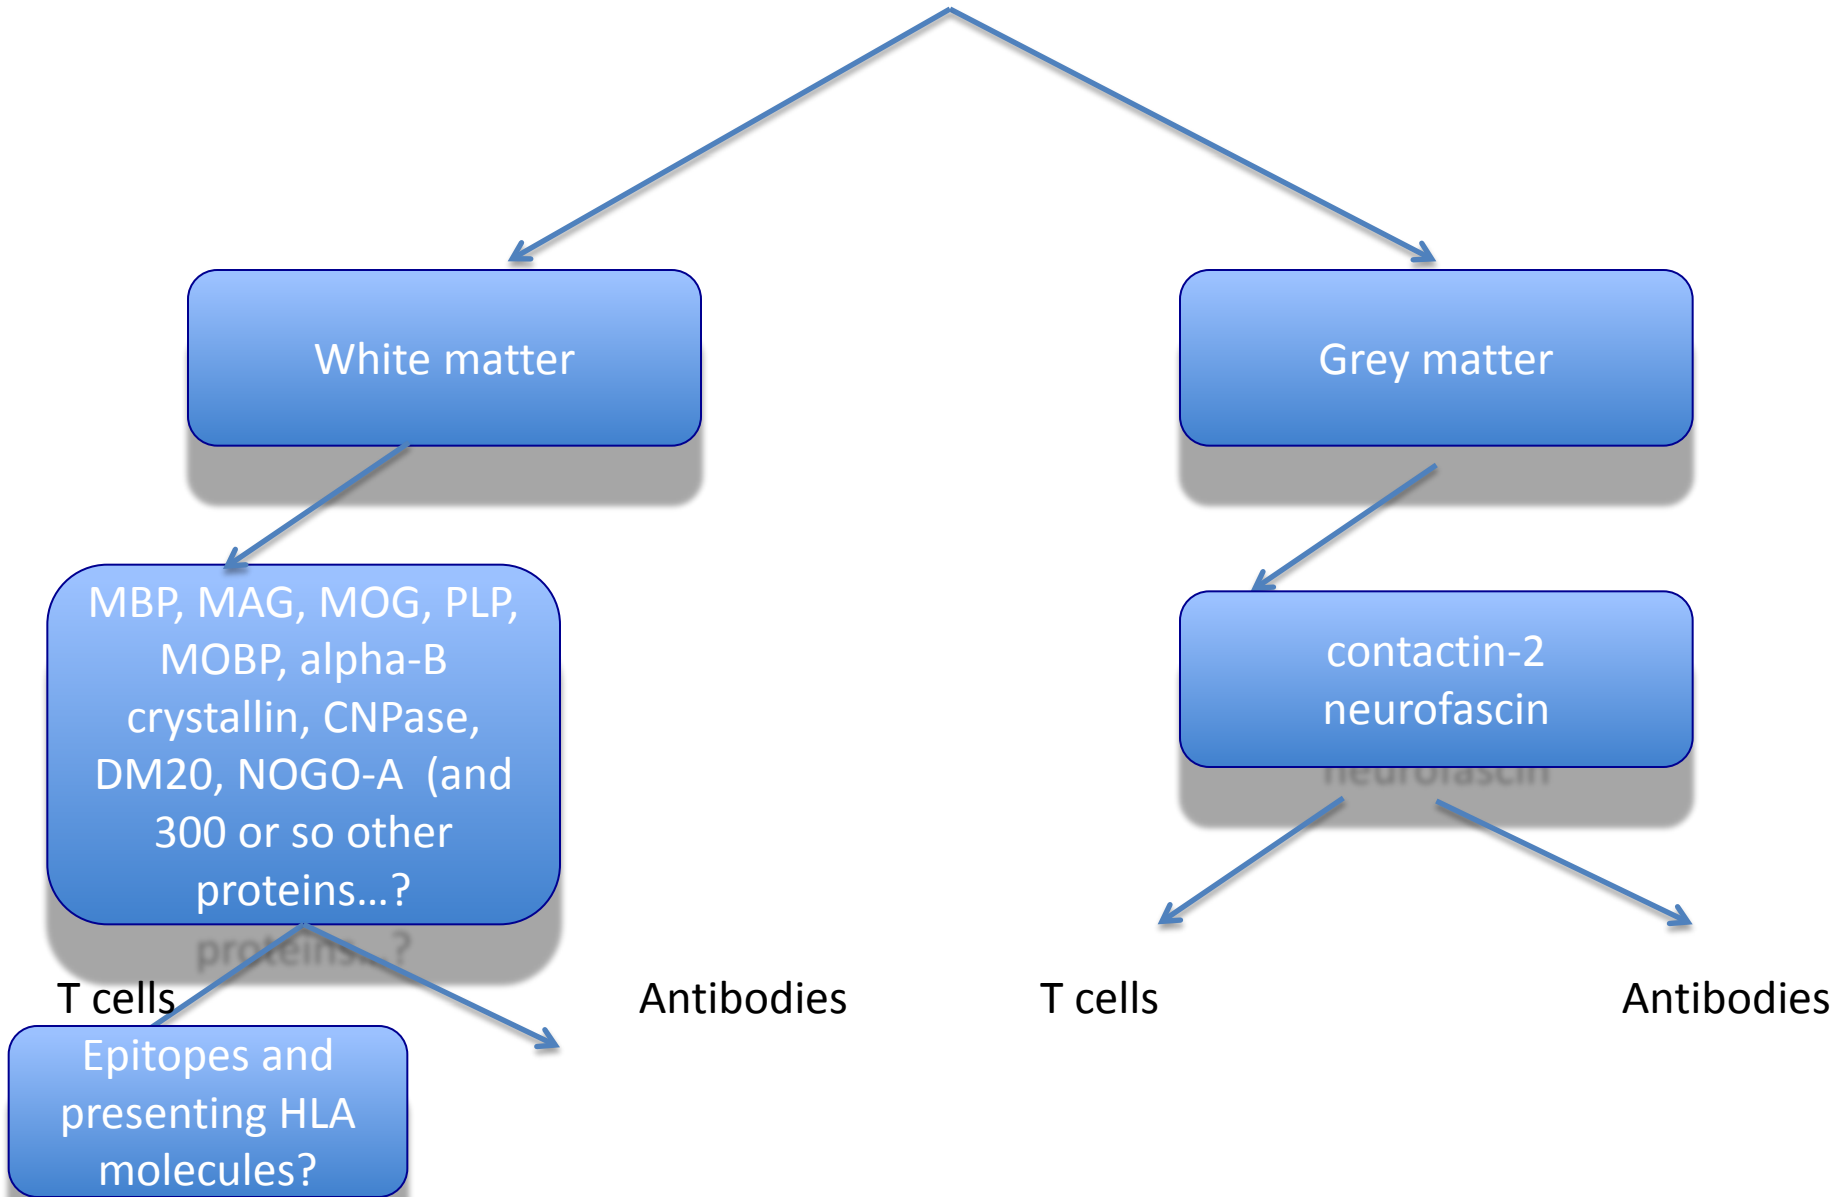 White matter
Grey matter
MBP, MAG, MOG, PLP,
MOBP, alpha-B
crystallin, CNPase,
DM20, NOGO-A  (and
300 or so other
proteins...?
contactin-2
neurofascin
T cells
Antibodies
T cells
Antibodies
Epitopes and
presenting HLA
molecules?